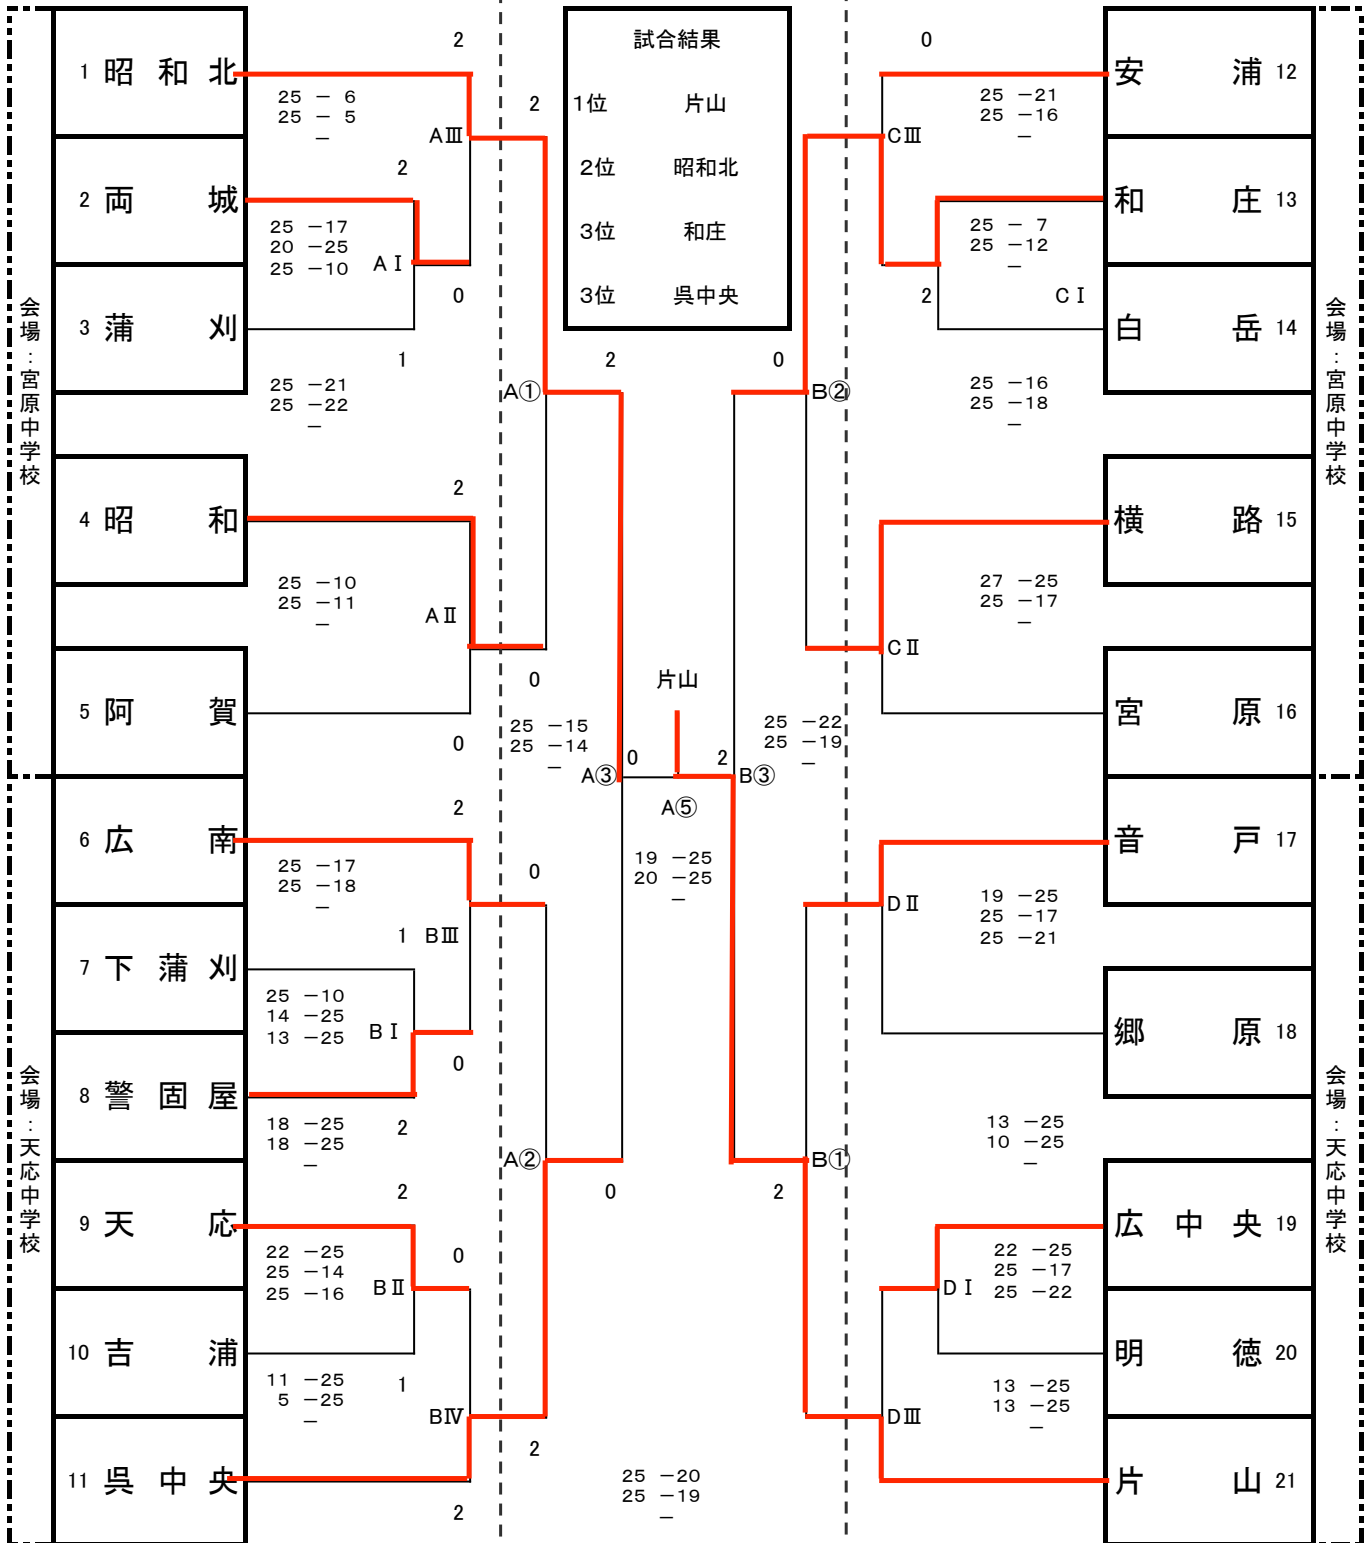 試合結果
1位 片山
2位 昭和北
3位 和庄
3位 呉中央
会場:宮原中学校
1 昭和北
2
25 - 6
25 - 5
-
AⅢ
2
2 両城
2
25 -17
20 -25
25 -10
AⅠ
0
3 蒲刈
1
25 -21
25 -22
-
A①
2
4 昭和
2
25 -10
25 -11
-
AⅡ
0
5 阿賀
0
25 -15
25 -14
-
A③
0
会場:天応中学校
6 広南
2
25 -17
25 -18
-
0
1
BⅢ
7 下蒲刈
25 -10
14 -25
13 -25
BⅠ
0
8 警固屋
18 -25
18 -25
-
2
A②
0
9 天応
2
22 -25
25 -14
25 -16
0
BⅡ
10 吉浦
11 -25
5 -25
-
1
BⅣ
2
11 呉中央
2
片山
A⑤
19 -25
20 -25
-
25 -20
25 -19
-
会場:宮原中学校
0
安浦 12
25 -21
25 -16
-
CⅢ
和庄 13
25 - 7
25 -12
-
2
CⅠ
白岳 14
0
B②
25 -16
25 -18
-
横路 15
27 -25
25 -17
-
CⅡ
宮原 16
25 -22
25 -19
-
2
B③
会場:天応中学校
音戸 17
DⅡ
19 -25
25 -17
25 -21
郷原 18
13 -25
10 -25
-
B①
2
広中央 19
22 -25
25 -17
25 -22
DⅠ
明徳 20
13 -25
13 -25
-
DⅢ
片山 21